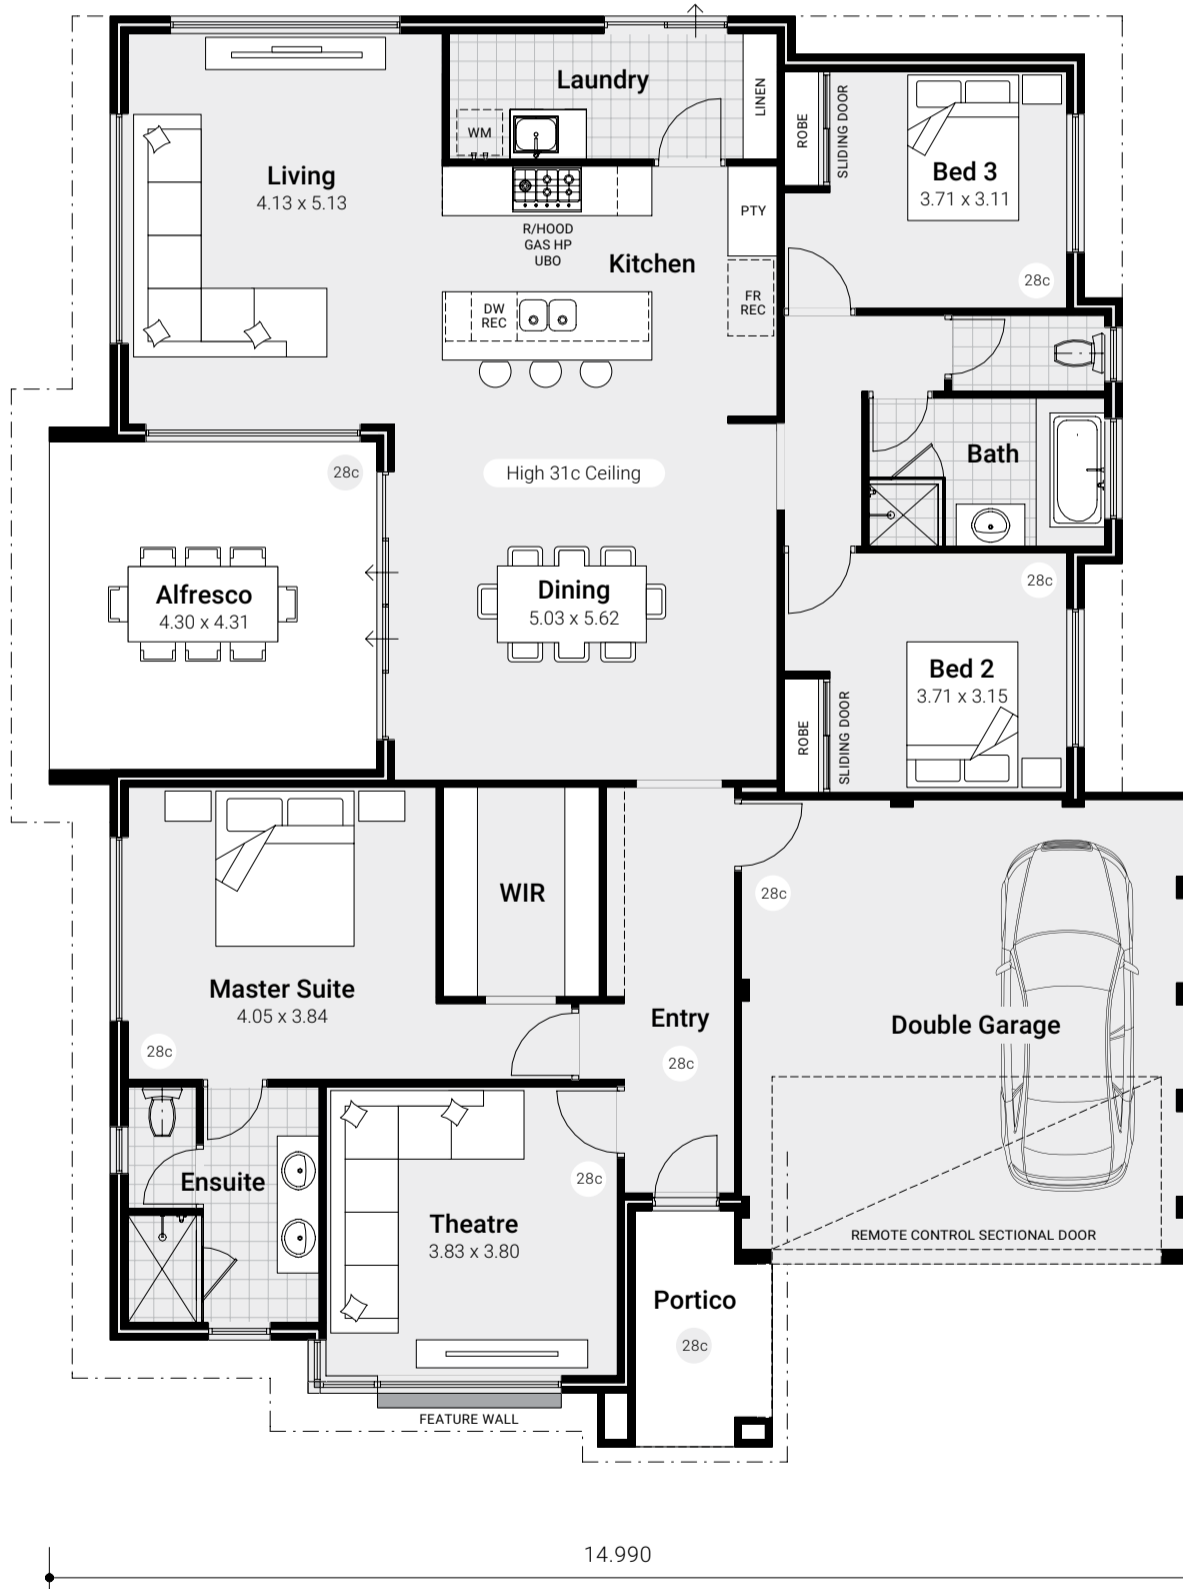 Laundry
LINEN
WM
ROBE
SLIDING DOOR
Bed 3
3.71 x 3.11
28c
Living
4.13 x 5.13
PTY
R/HOOD
GAS HP
UBO
Kitchen
FR
REC
DW
REC
Bath
28c
High 31c Ceiling
Alfresco
4.30 x 4.31
Dining
5.03 x 5.62
28c
Bed 2
3.71 x 3.15
ROBE
SLIDING DOOR
WIR
28c
Master Suite
4.05 x 3.84
28c
Entry
28c
Double Garage
Ensuite
28c
Theatre
3.83 x 3.80
REMOTE CONTROL SECTIONAL DOOR
Portico
28c
FEATURE WALL
14.990